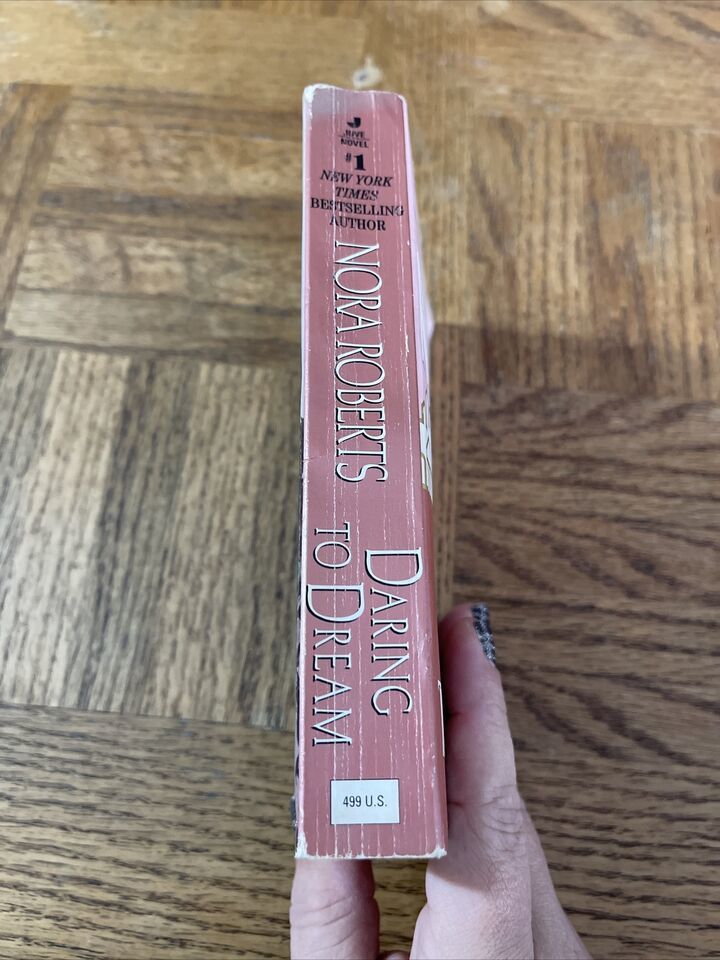 J
JOVE
NOVEL
#1
NEW YORK
TIMES
BESTSELLING
AUTHOR
NORA ROBERTS
DARING
TO DREAM
499 U.S.